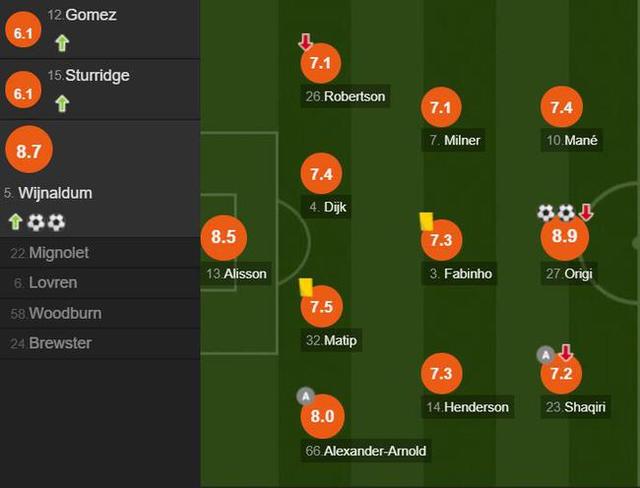 12.Gomez
6.1
15.Sturridge
6.1
8.7
5. Wijnaldum
22.Mignolet
6. Lovren
58.Woodburn
24.Brewster
8.5
13.Alisson
7.1
26.Robertson
7.4
4. Dijk
7.5
32.Matip
A
8.0
66.Alexander-Arnold
7.1
7. Milner
7.3
3. Fabinho
7.3
14.Henderson
7.4
10.Mané
8.9
27.Origi
A
7.2
23.Shaqiri